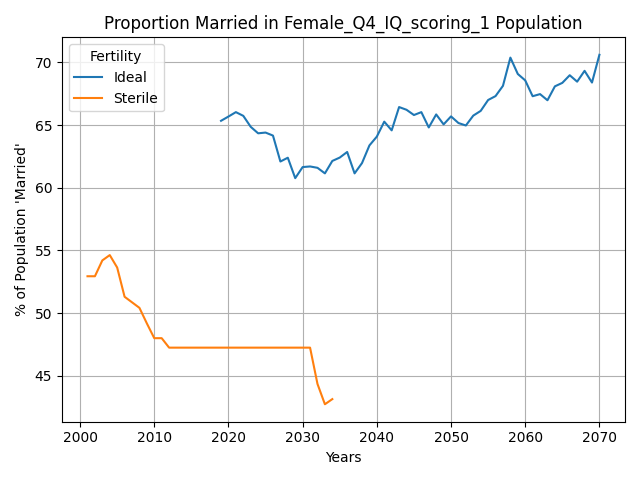 Proportion Married in Female_Q4_IQ_scoring_1 Population
Fertility
Ideal
Sterile
% of Population 'Married'
70
65
60
55
50
45
2000 2010 2020 2030 2040 2050 2060 2070
Years